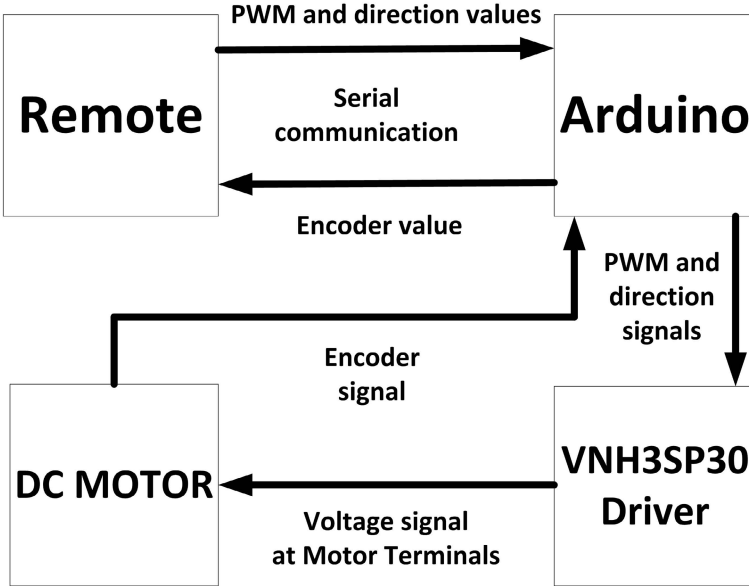 PWM and direction values
Remote
Serial
communication
Arduino
Encoder value
PWM and
direction
signals
Encoder
signal
DC MOTOR
VNH3SP30
Driver
Voltage signal
at Motor Terminals